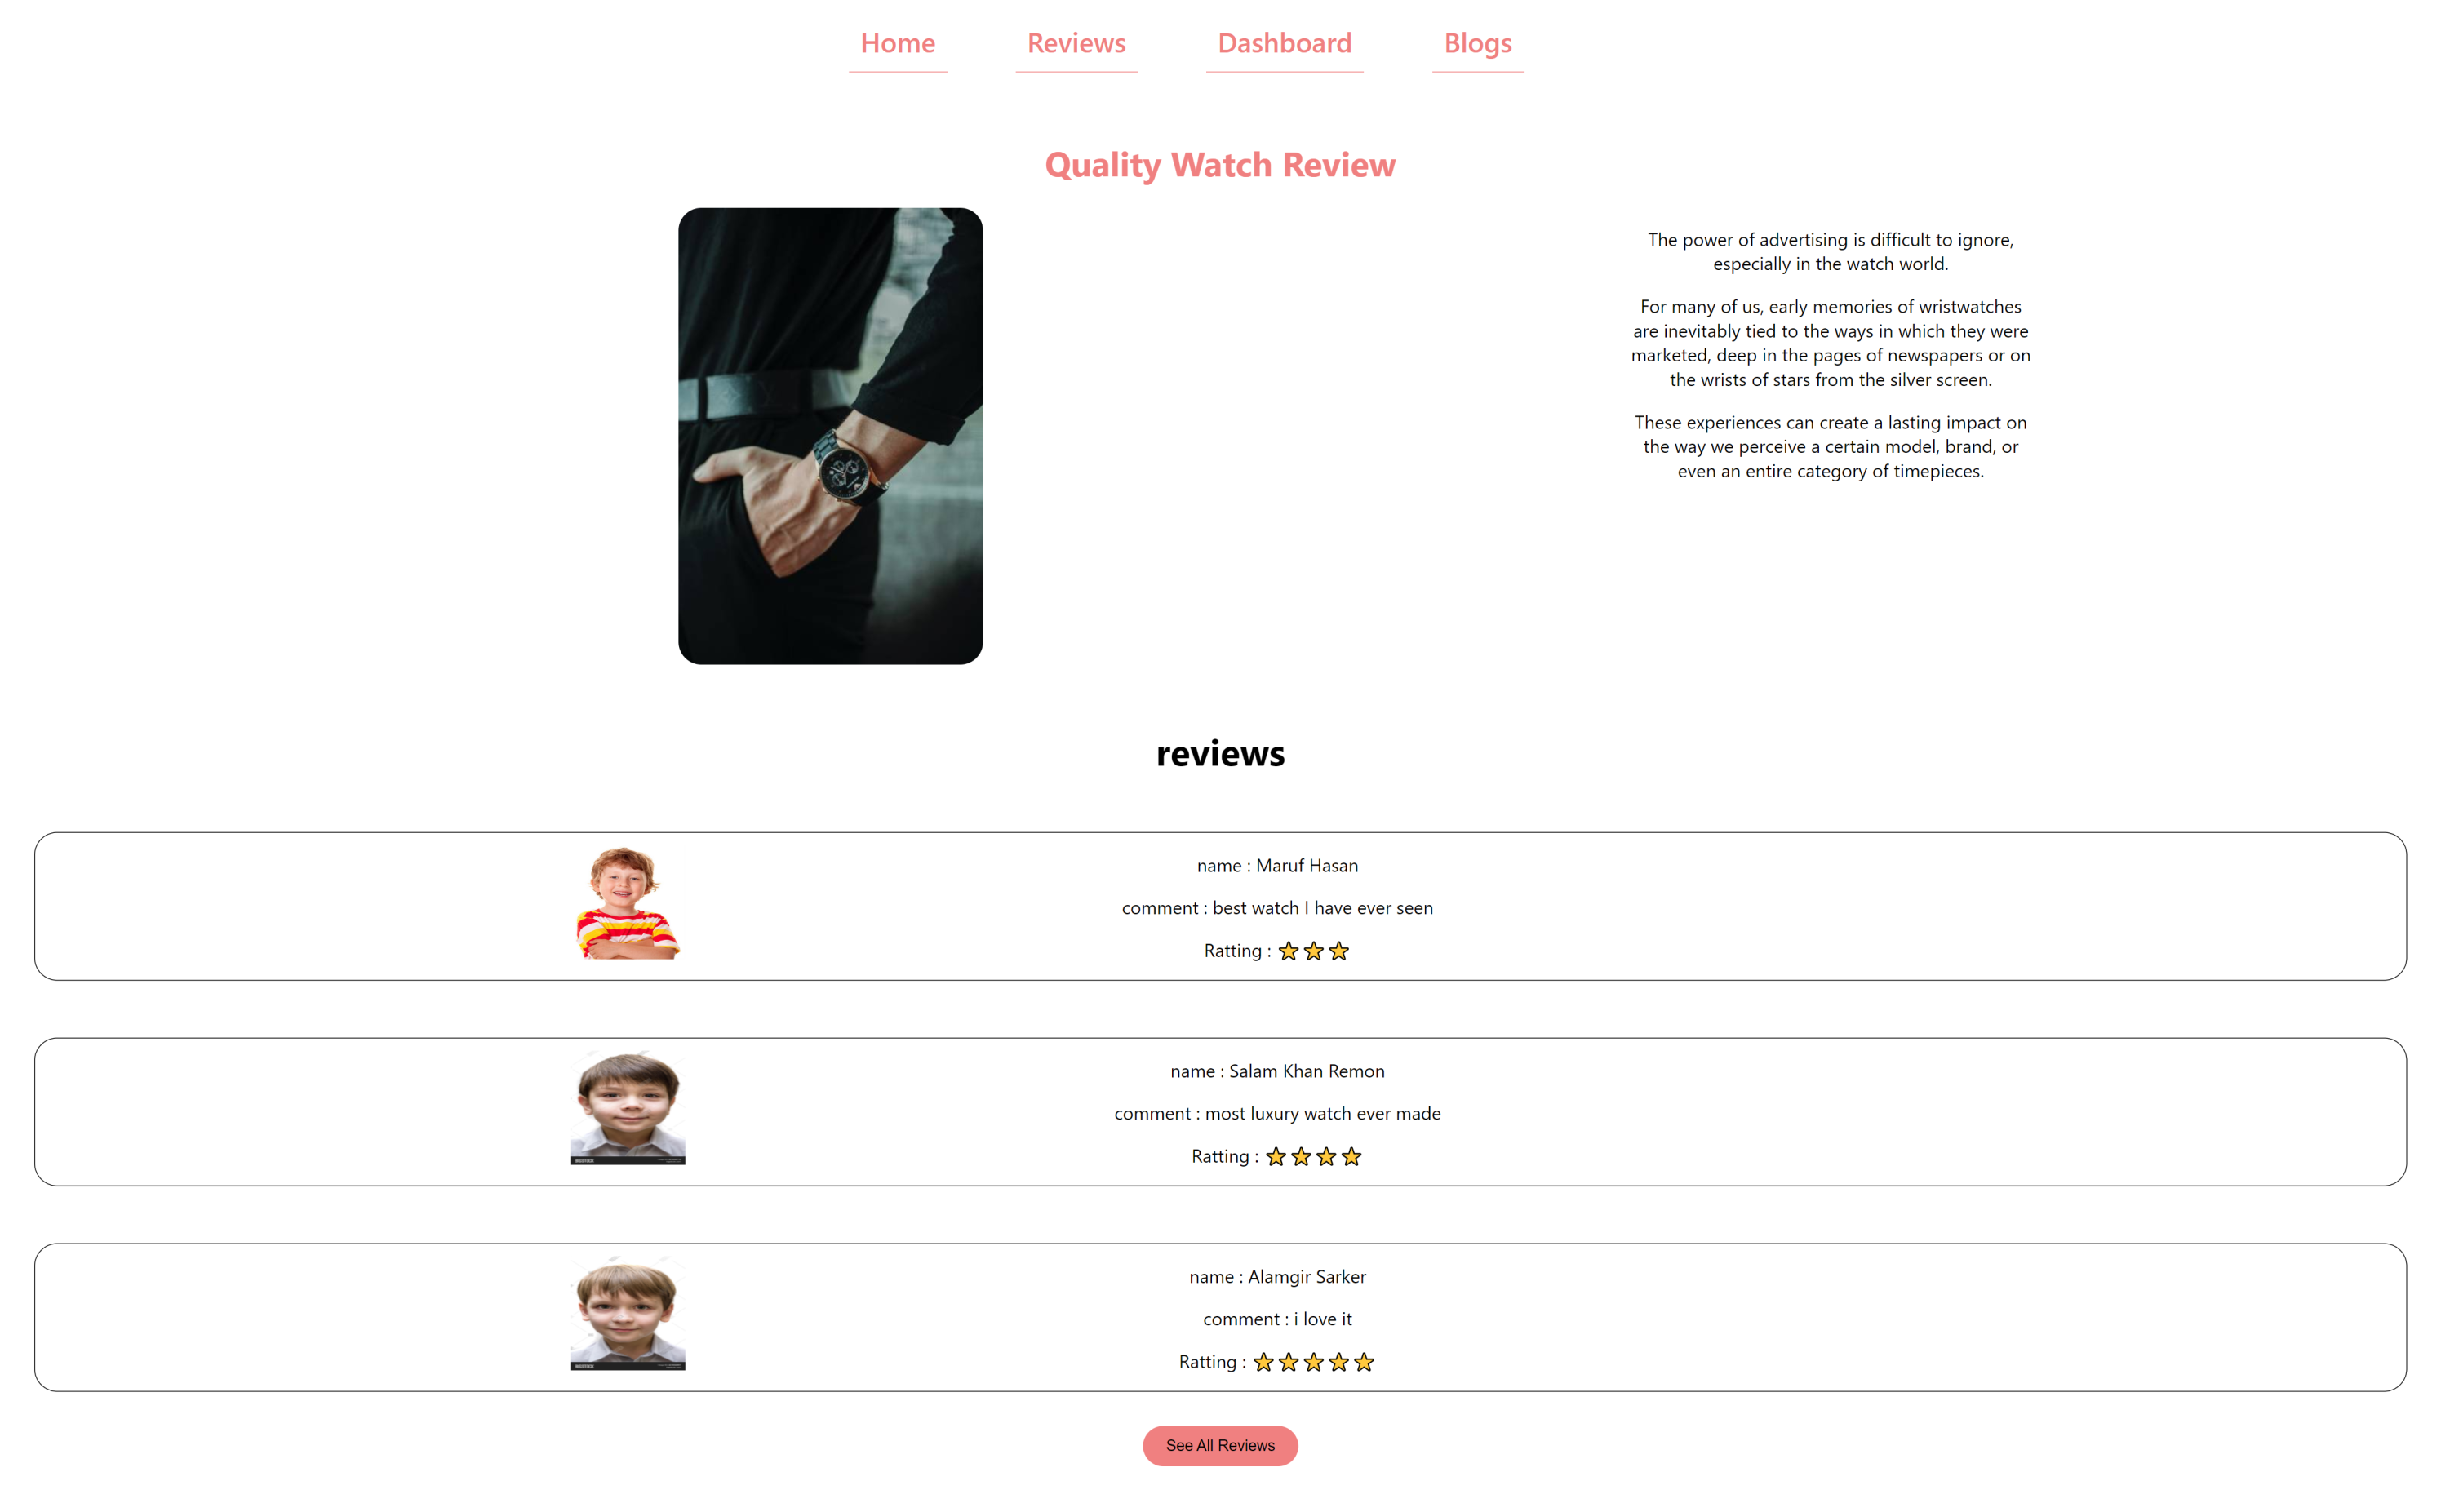 Home Reviews Dashboard Blogs
Quality Watch Review
The power of advertising is difficult to ignore,
especially in the watch world.
For many of us, early memories of wristwatches
are inevitably tied to the ways in which they were
marketed, deep in the pages of newspapers or on
the wrists of stars from the silver screen.
These experiences can create a lasting impact on
the way we perceive a certain model, brand, or
even an entire category of timepieces.
reviews
name : Maruf Hasan
comment : best watch I have ever seen
Ratting : ⭐⭐⭐
name : Salam Khan Remon
comment : most luxury watch ever made
Ratting : ⭐⭐⭐⭐
name : Alamgir Sarker
comment : i love it
Ratting : ⭐⭐⭐⭐⭐
See All Reviews